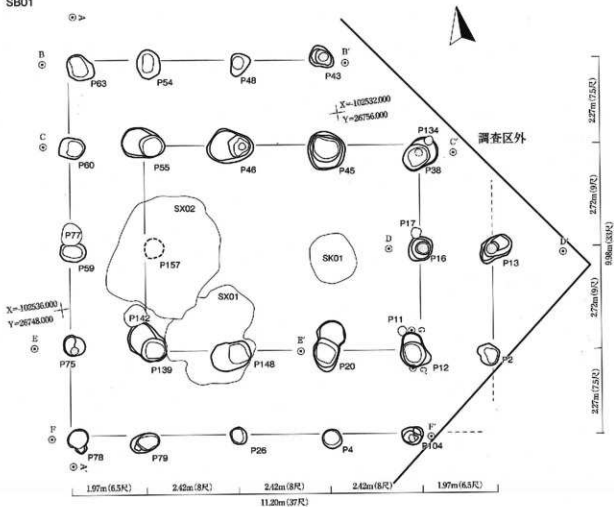 SB01
A
B
P63
P54
P48
P43
B'
X=-102532.000
Y=26756.000
調査区外
C
P60
P55
P46
P45
P134
P38
C'
SX02
P77
P59
P157
SK01
D
P17
P16
P13
D'
X=-102536.000
Y=26748.000
SX01
P142
P11
G
E
P75
P139
P148
E'
P20
P12
G'
P2
F
P78
P79
P26
P4
P104
F'
A'
2.27m(7.5尺)
2.72m(9尺)
2.72m(9尺)
2.27m(7.5尺)
9.98m(33尺)
1.97m(6.5尺)
2.42m(8尺)
2.42m(8尺)
2.42m(8尺)
1.97m(6.5尺)
11.20m(37尺)